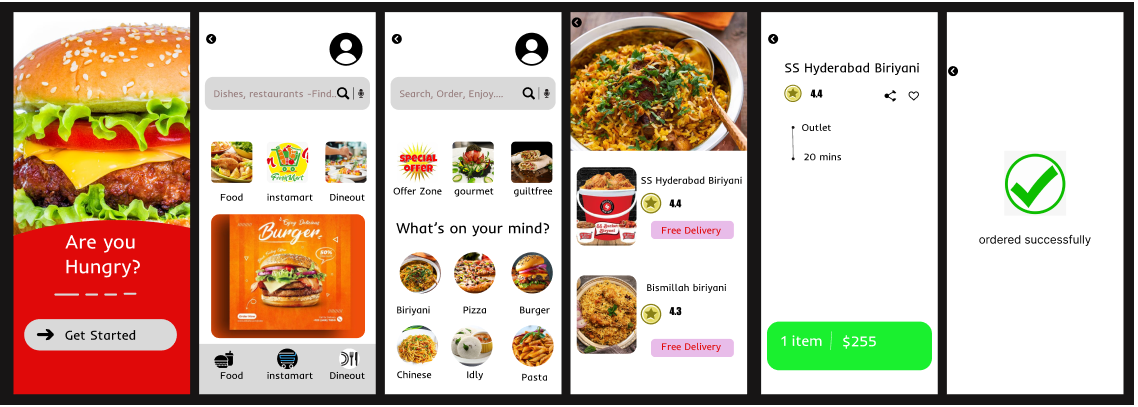 Are you
Hungry?
Get Started
Dishes, restaurants -Find..
Food
instamart
Dineout
Enjoy Delicious
Burger
50%
Food
instamart
Dineout
Search, Order, Enjoy....
SPECIAL
OFFER
Offer Zone
gourmet
guiltfree
What's on your mind?
Biriyani
Pizza
Burger
Chinese
Idly
Pasta
SS Hyderabad Biriyani
4.4
Free Delivery
Bismillah biriyani
4.3
Free Delivery
SS Hyderabad Biriyani
4.4
Outlet
20 mins
1 item
$255
ordered successfully